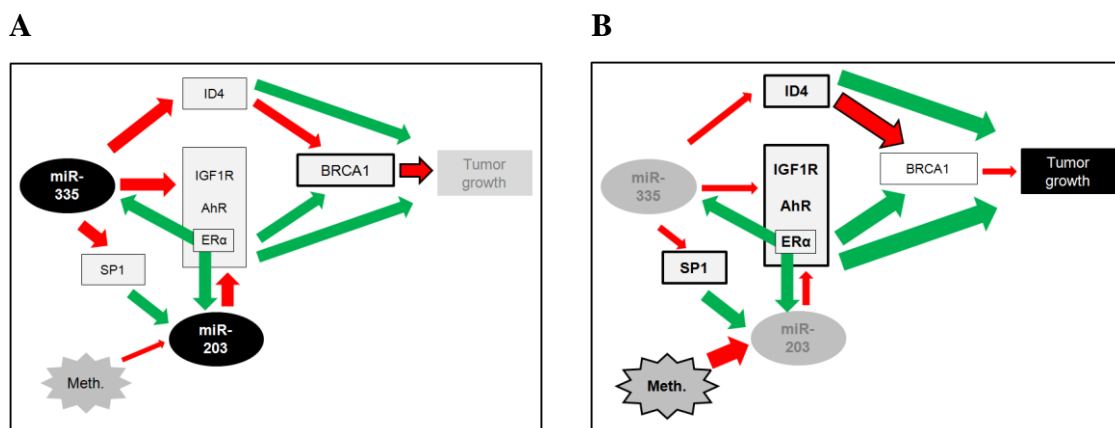 A
ID4
miR-
335
IGF1R
AhR
ERα
BRCA1
Tumor
growth
SP1
miR-
203
Meth.
B
ID4
miR-
335
IGF1R
AhR
ERα
BRCA1
Tumor
growth
SP1
miR-
203
Meth.